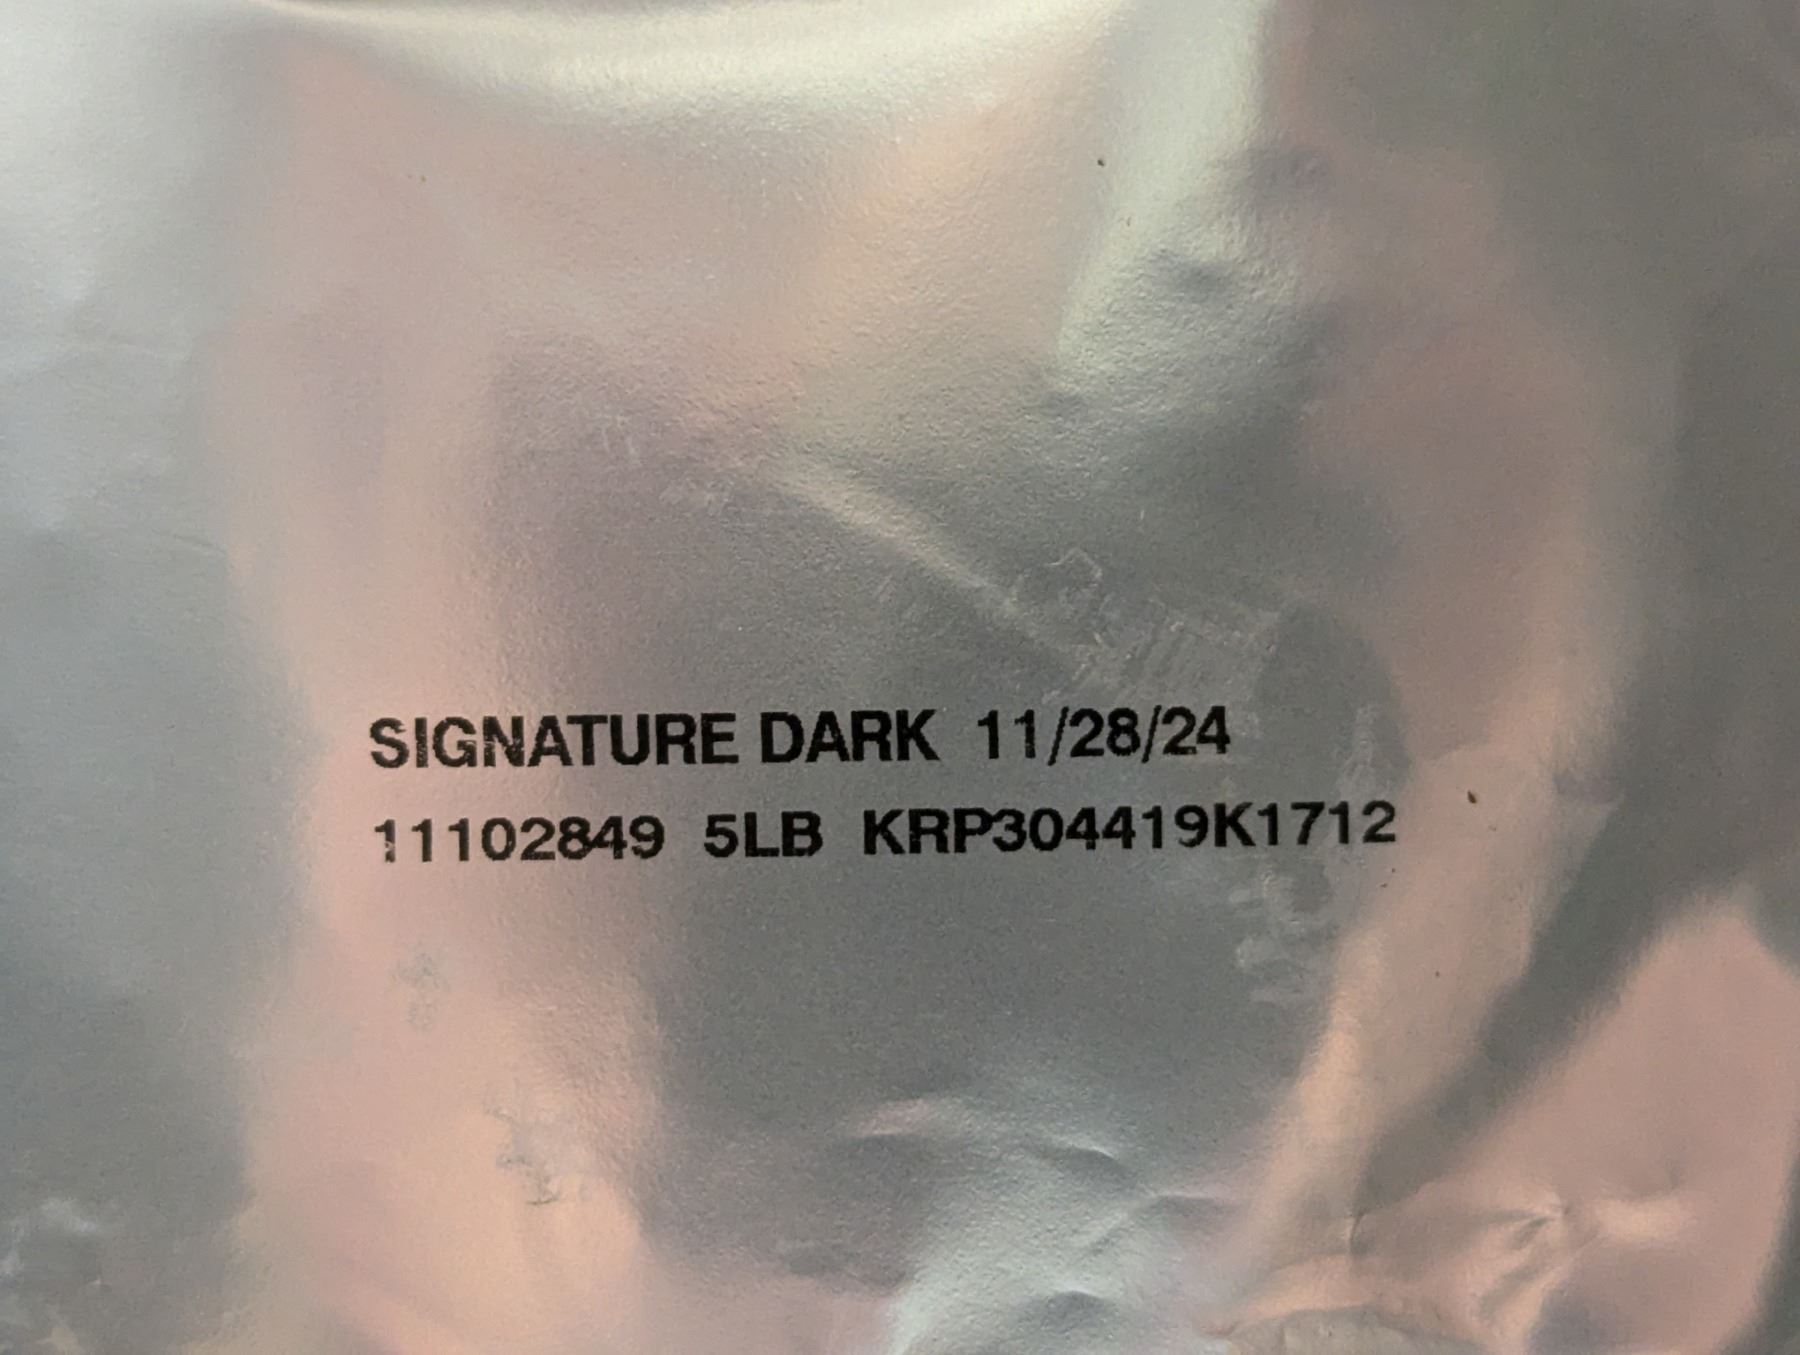 SIGNATURE DARK 11/28/24
11102849 5LB KRP304419K1712